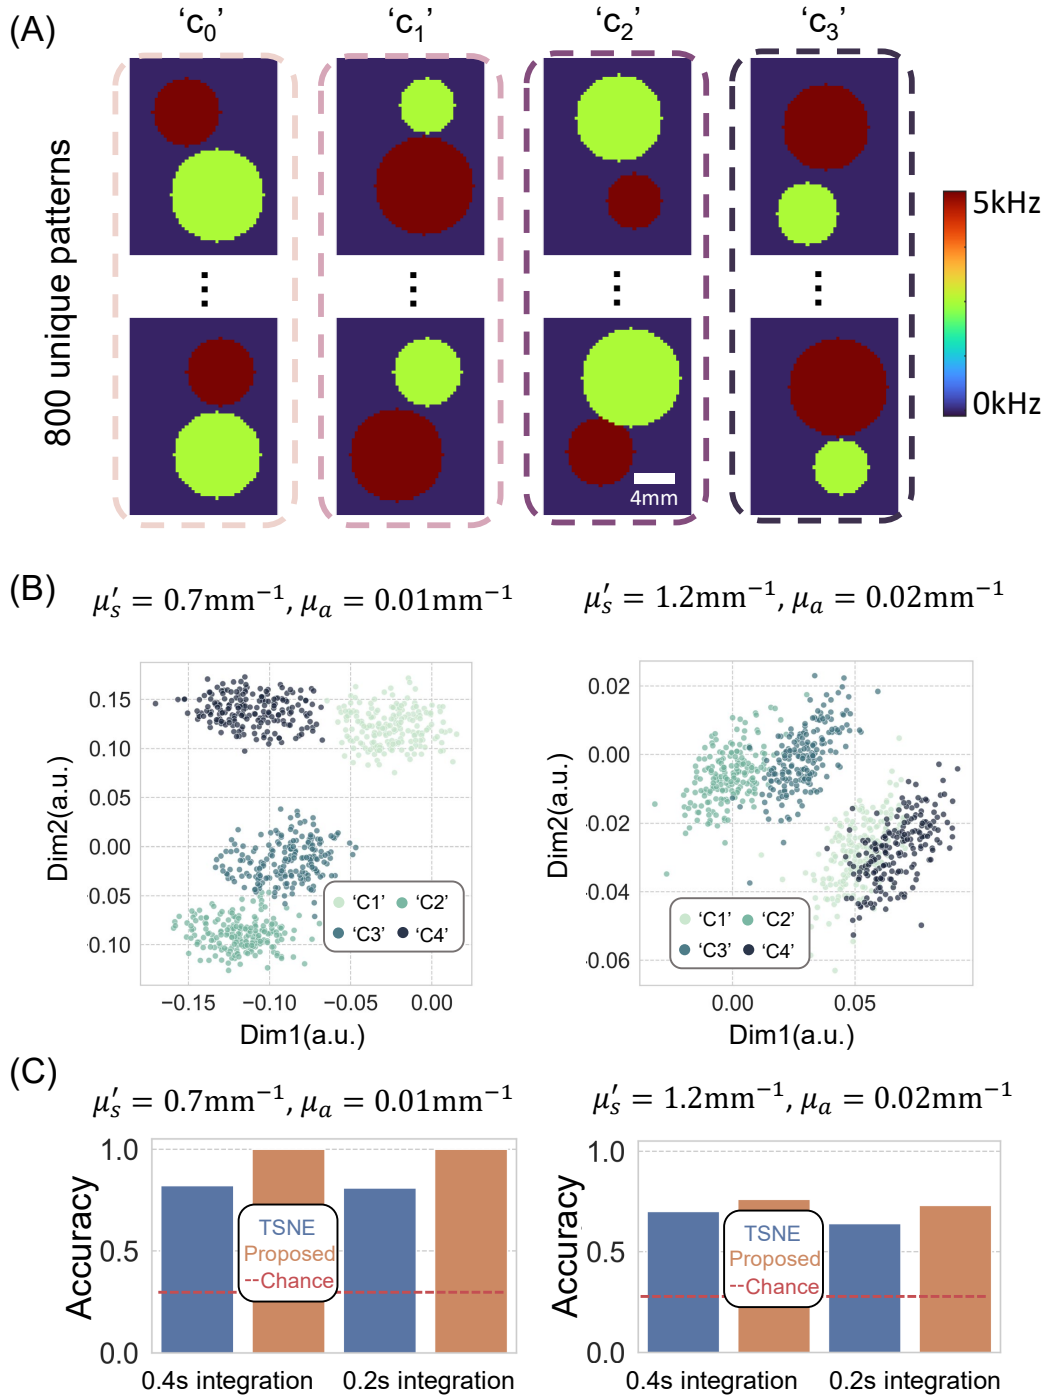 (A)
‘c₀’ ‘c₁’ ‘c₂’ ‘c₃’
800 unique patterns
5kHz
0kHz
4mm
(B)
μ′ₛ = 0.7mm⁻¹, μₐ = 0.01mm⁻¹
μ′ₛ = 1.2mm⁻¹, μₐ = 0.02mm⁻¹
Dim2(a.u.)
0.15
0.10
0.05
0.00
0.05
0.10
‘C1’ ‘C2’
‘C3’ ‘C4’
−0.15 −0.10 −0.05 0.00
Dim1(a.u.)
Dim2(a.u.)
0.02
0.00
0.02
0.04
0.06
‘C1’ ‘C2’
‘C3’ ‘C4’
0.00 0.05
Dim1(a.u.)
(C)
μ′ₛ = 0.7mm⁻¹, μₐ = 0.01mm⁻¹
μ′ₛ = 1.2mm⁻¹, μₐ = 0.02mm⁻¹
Accuracy
1.0
0.5
0.0
TSNE
Proposed
--Chance
0.4s integration 0.2s integration
Accuracy
1.0
0.5
0.0
TSNE
Proposed
--Chance
0.4s integration 0.2s integration